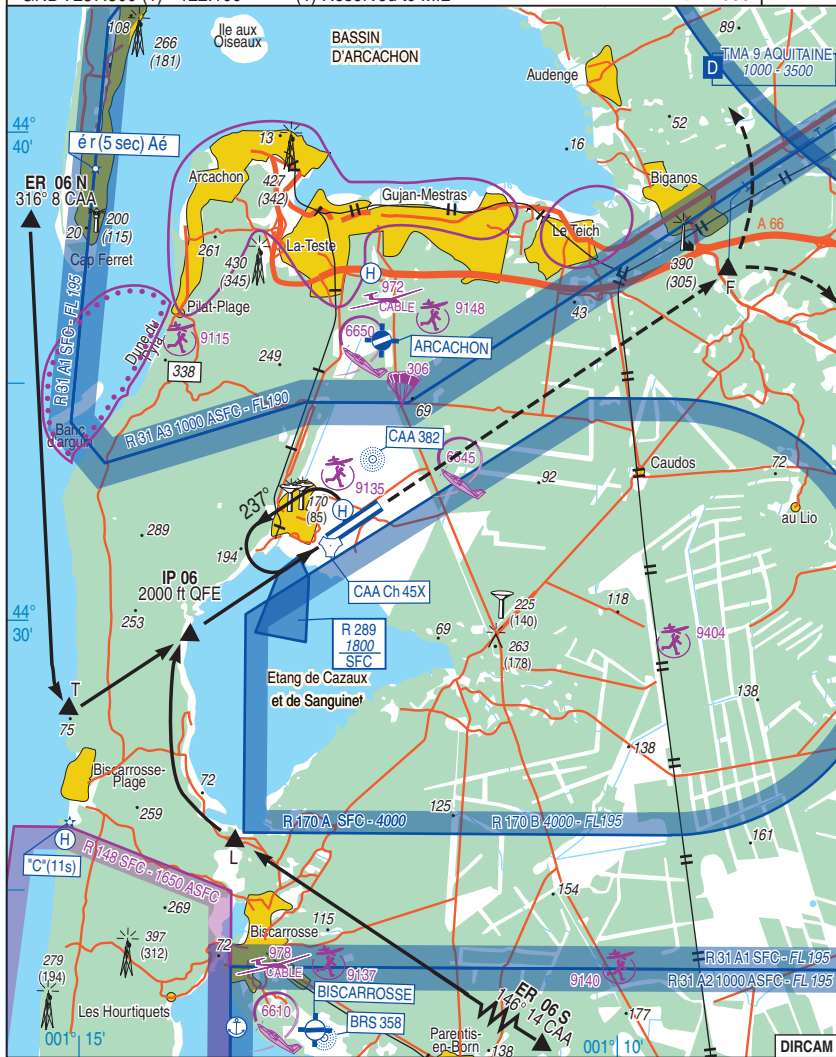 108
266
(181)
Ile aux
Oiseaux
BASSIN
D'ARCACHON
89
TMA 9 AQUITAINE
D
1000 - 3500
Audenge
44°
40'
13
52
é r (5 sec) Aé
16
ER 06 N
316° 8 CAA
Arcachon
427
(342)
Gujan-Mestras
Biganos
200
(115)
20
Le Teich
A 66
Cap Ferret
261
430
(345)
La-Teste
390
(305)
F
H
972
CABLE
R 31 A1 SFC - FL 195
Pilat-Plage
9148
43
Dune du
Pyla
9115
6650
ARCACHON
338
249
306
69
R 31 A3 1000 ASFC - FL190
Banc
d'arguin
CAA 382
6645
Caudos
72
9135
92
237°
170
(85)
H
au Lio
289
194
IP 06
2000 ft QFE
CAA Ch 45X
44°
30'
253
R 289
1800
SFC
69
225
(140)
118
263
(178)
9404
Etang de Cazaux
et de Sanguinet
T
75
138
138
Biscarrosse-
Plage
72
259
125
R 170 A SFC - 4000
R 170 B 4000 - FL195
161
H
L
"C"(11s)
R 148 SFC - 1650 ASFC
154
269
Biscarrosse
115
397
(312)
279
(194)
72
978
CABLE
9137
R 31 A1 SFC - FL 195
9140
R 31 A2 1000 ASFC - FL 195
Les Hourtiquets
BISCARROSSE
ER 06 S
146° 14 CAA
6610
BRS 358
177
Parentis-
en-Born
138
001° 15'
001° 10'
DIRCAM